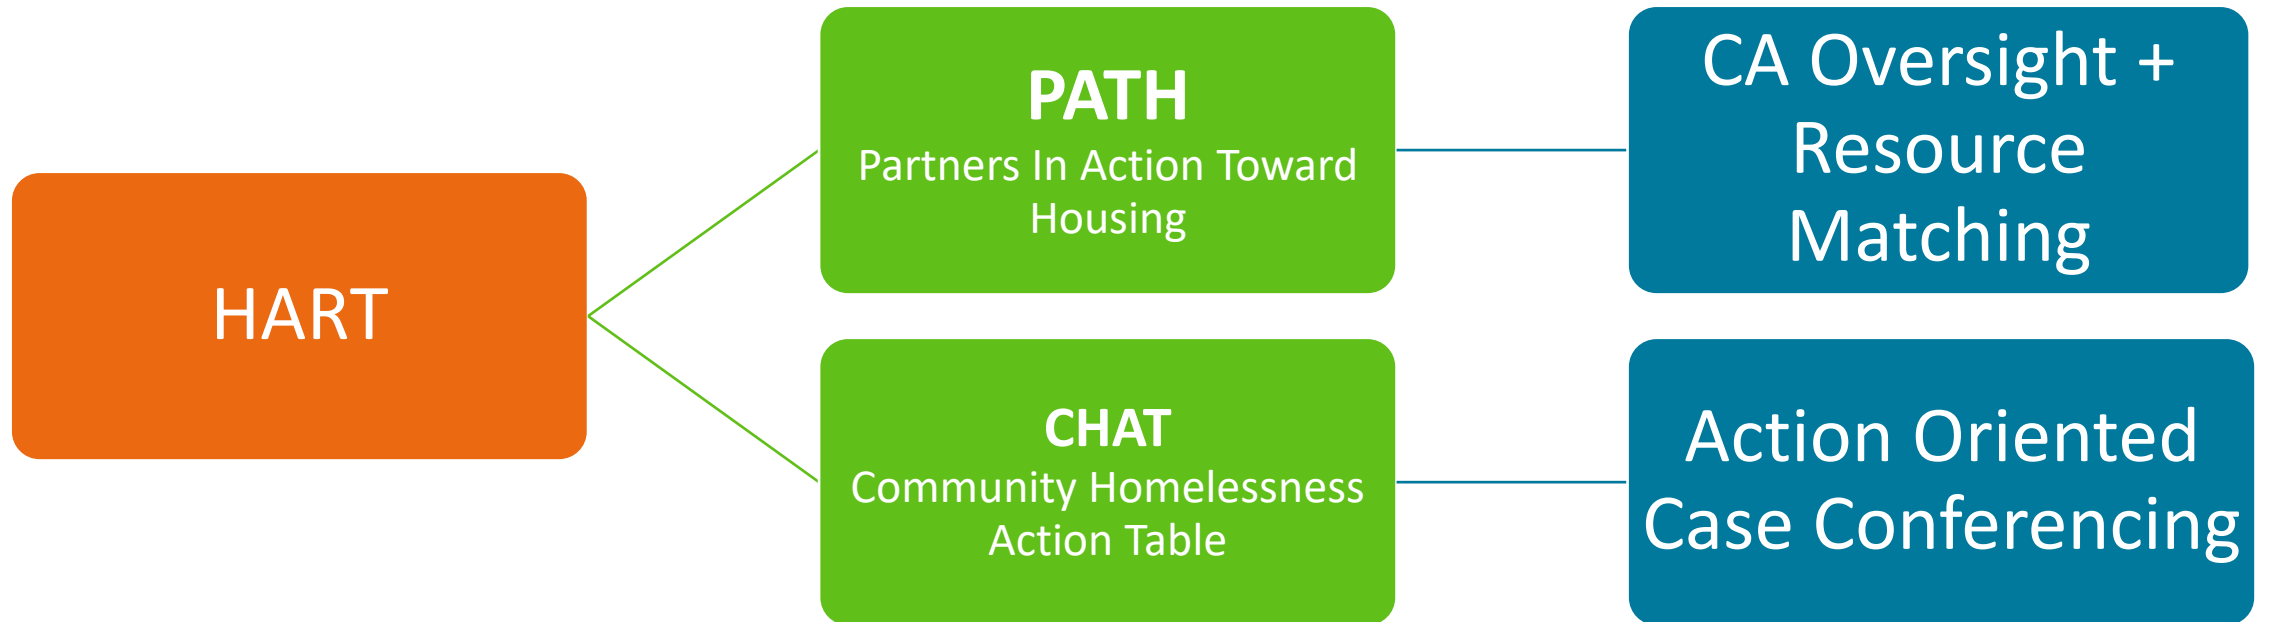 HART
PATH
Partners In Action Toward
Housing
CA Oversight +
Resource
Matching
CHAT
Community Homelessness
Action Table
Action Oriented
Case Conferencing